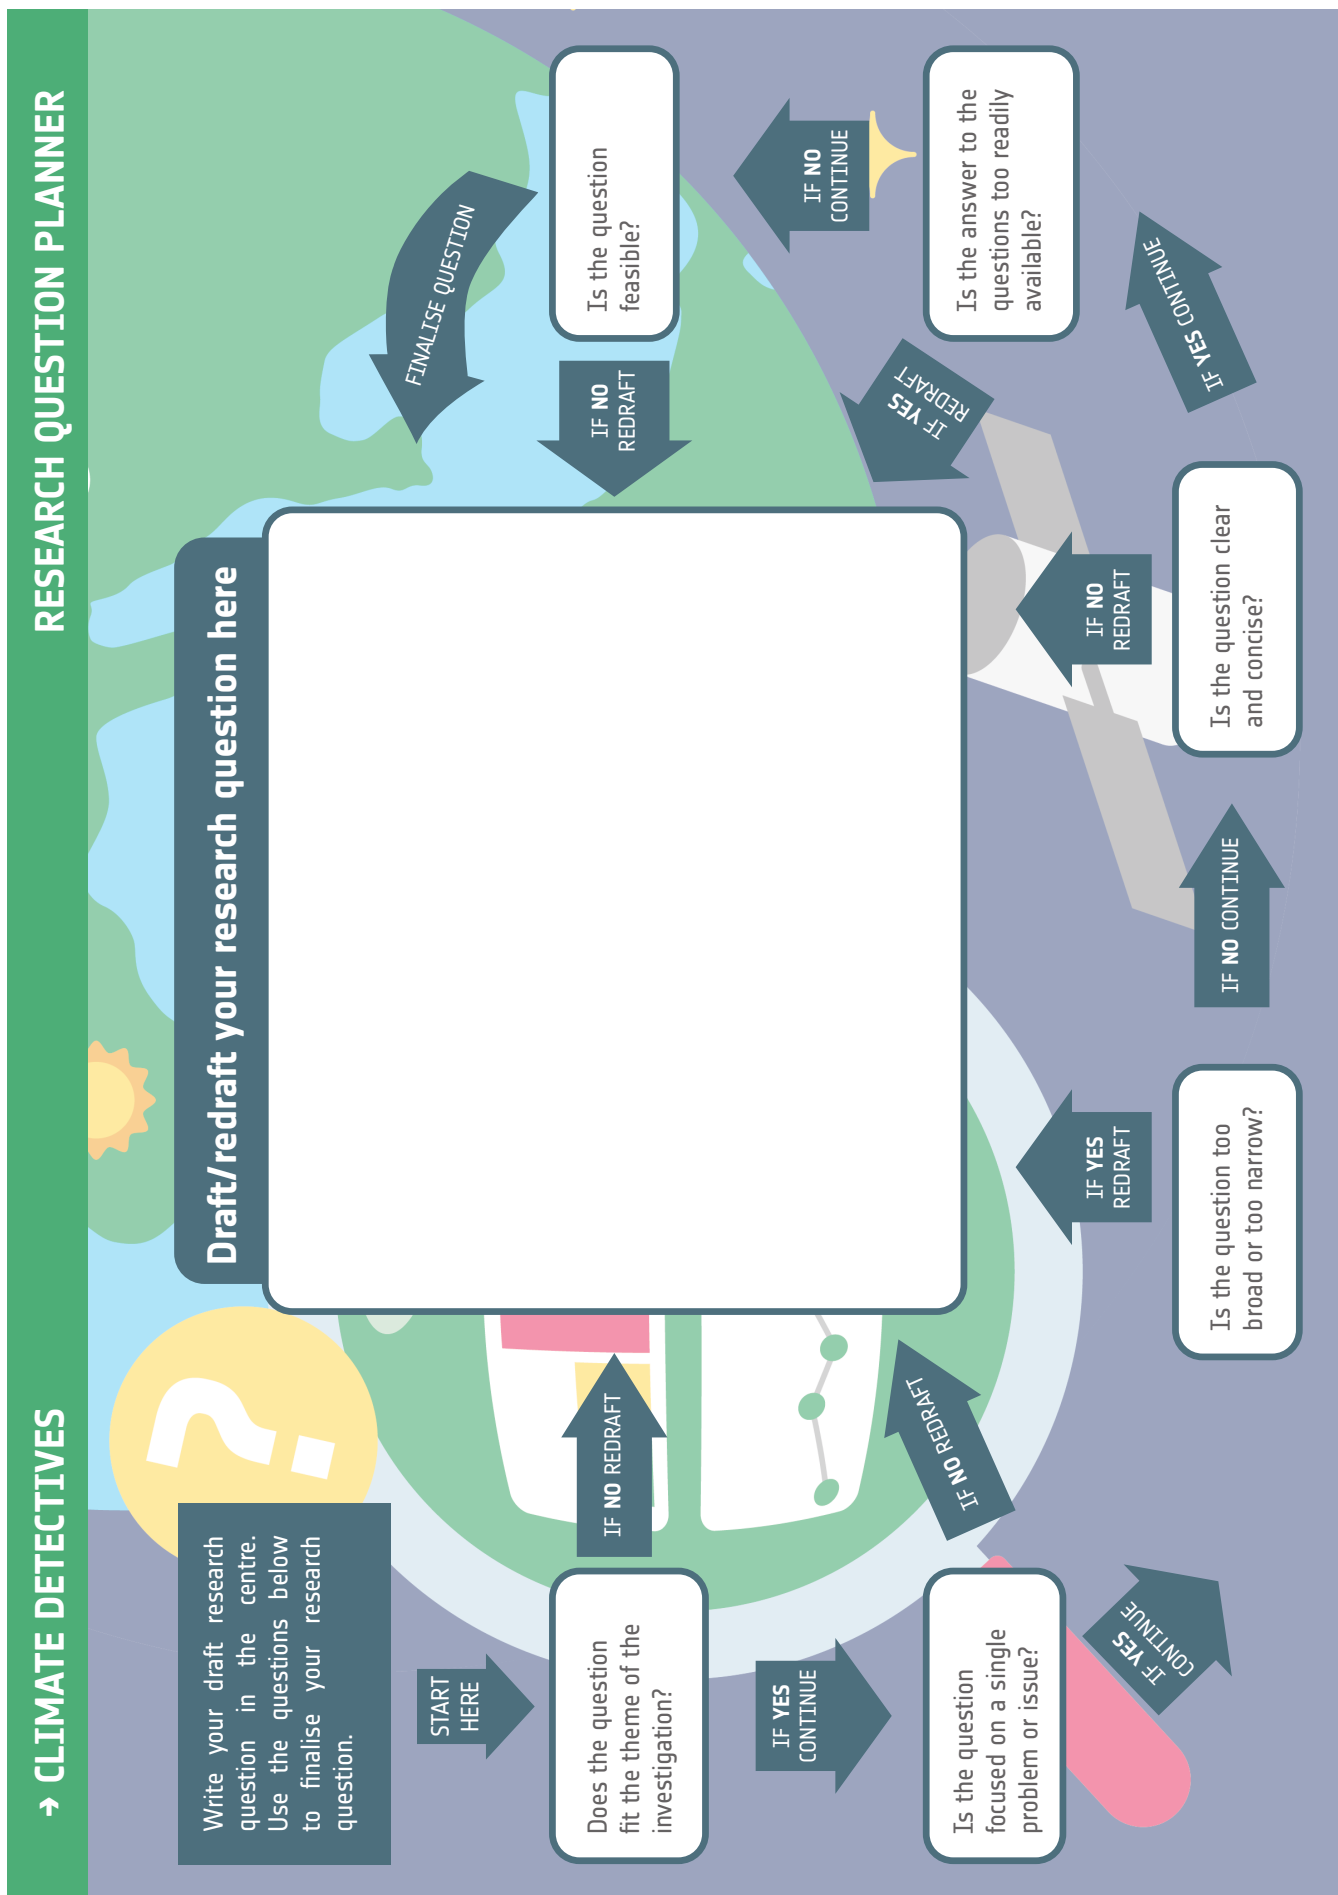 → CLIMATE DETECTIVES
RESEARCH QUESTION PLANNER
Write your draft research
question in the centre.
Use the questions below
to finalise your research
question.
Draft/redraft your research question here
START
HERE
Does the question
fit the theme of the
investigation?
IF NO REDRAFT
IF YES
CONTINUE
Is the question
focused on a single
problem or issue?
IF NO REDRAFT
IF YES
CONTINUE
Is the question too
broad or too narrow?
IF YES
REDRAFT
IF NO CONTINUE
Is the question clear
and concise?
IF NO
REDRAFT
IF YES CONTINUE
Is the answer to the
questions too readily
available?
IF YES
REDRAFT
IF NO
CONTINUE
Is the question
feasible?
IF NO
REDRAFT
FINALISE QUESTION
?